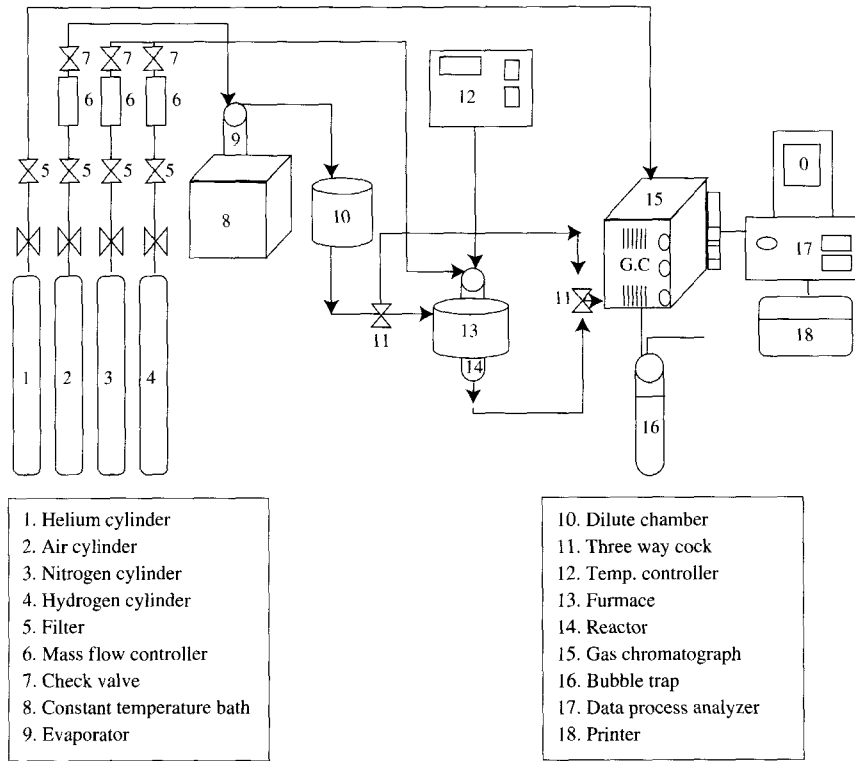 7
7
7
6
6
6
12
9
5
5
5
5
15
0
8
10
17
G.C
11
13
11
18
14
1
2
3
4
16
1. Helium cylinder
2. Air cylinder
3. Nitrogen cylinder
4. Hydrogen cylinder
5. Filter
6. Mass flow controller
7. Check valve
8. Constant temperature bath
9. Evaporator
10. Dilute chamber
11. Three way cock
12. Temp. controller
13. Furmace
14. Reactor
15. Gas chromatograph
16. Bubble trap
17. Data process analyzer
18. Printer